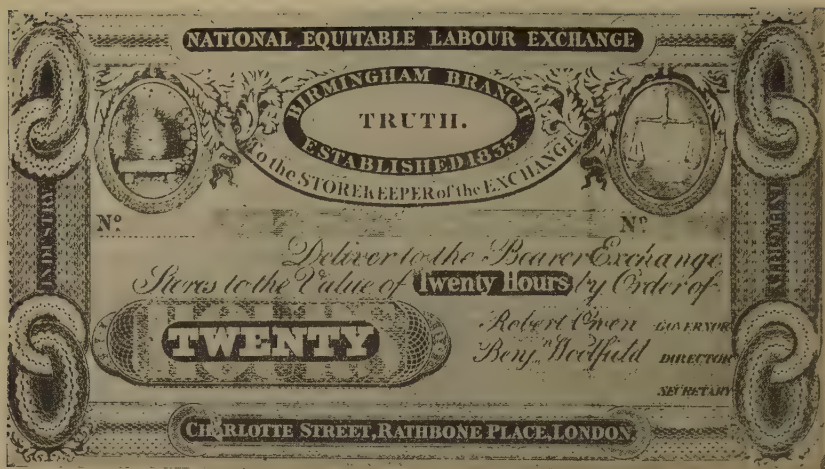 NATIONAL EQUITABLE LABOUR EXCHANGE
BIRMINGHAM BRANCH
TRUTH.
ESTABLISHED 1833
To the STOREKEEPER of the EXCHANGE
INDUSTRY
Nº
Nº
Deliver to the Bearer Exchange
Stores to the Value of Twenty Hours by Order of
Robert Owen GOVERNOR
TWENTY
Benjn Woolfield DIRECTOR
SECRETARY
CHARLOTTE STREET, RATHBONE PLACE, LONDON.